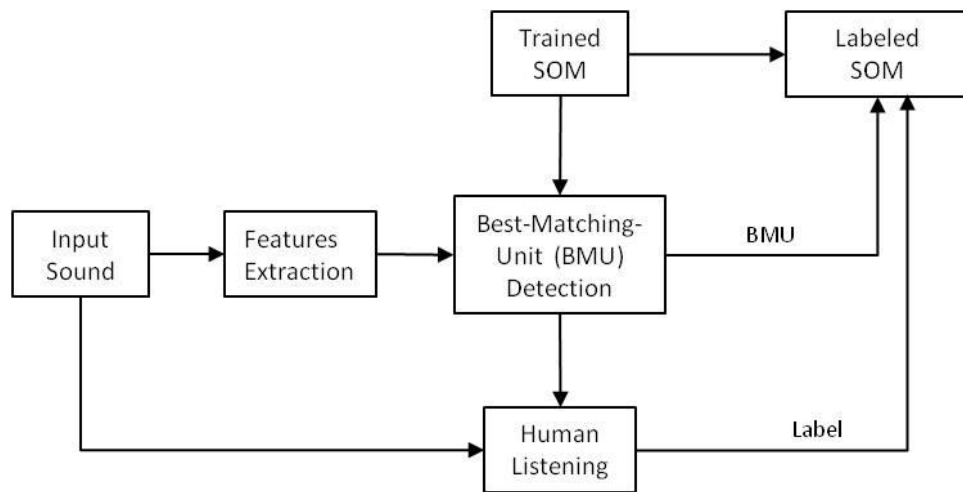 Trained
SOM
Labeled
SOM
Input
Sound
Features
Extraction
Best-Matching-
Unit (BMU)
Detection
BMU
Human
Listening
Label